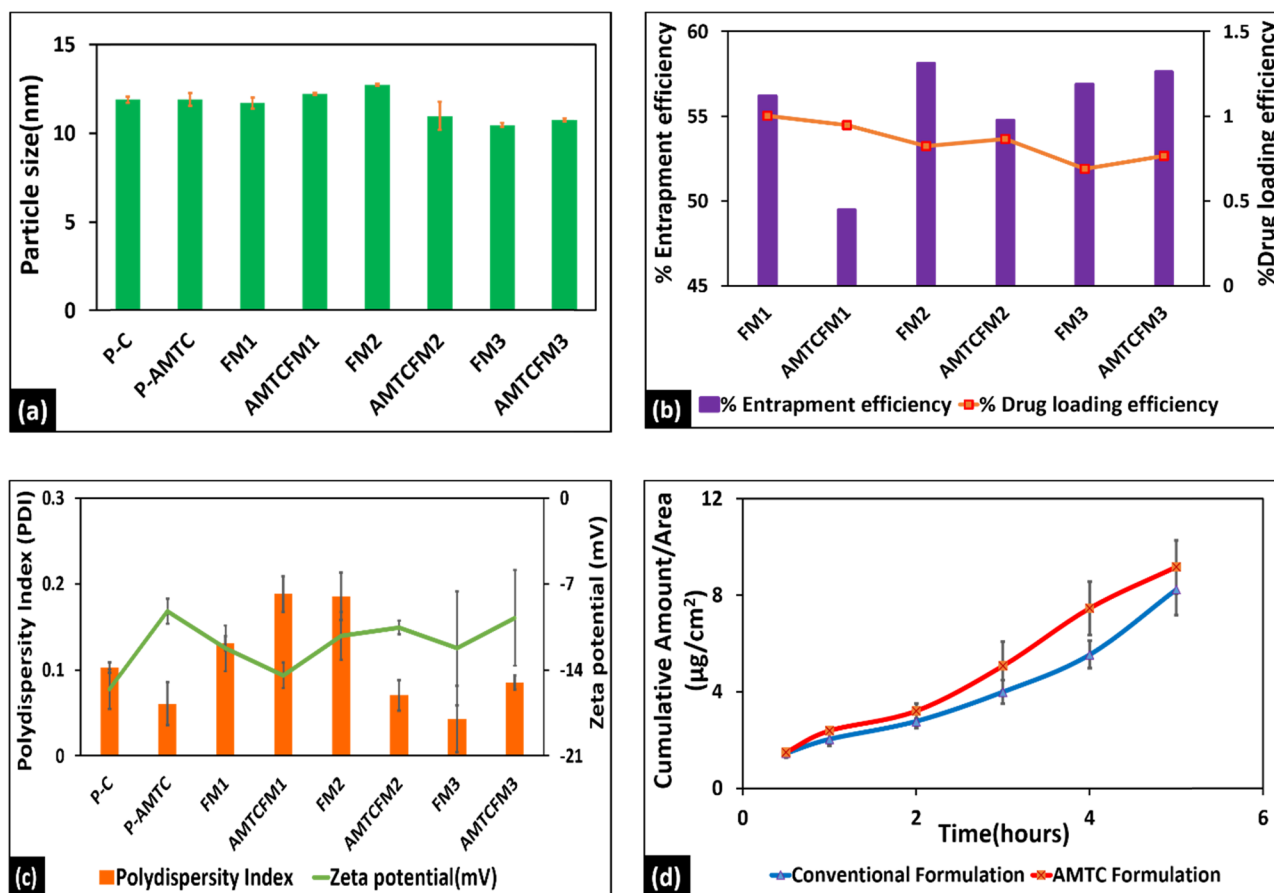 15
10
5
0
Particle size(nm)
P-C
P-AMTC
FM1
AMTCFM1
FM2
AMTCFM2
FM3
AMTCFM3
(a)
60
55
50
45
% Entrapment efficiency
1.5
1
0.5
0
%Drug loading efficiency
FM1
AMTCFM1
FM2
AMTCFM2
FM3
AMTCFM3
(b)
% Entrapment efficiency
% Drug loading efficiency
0.3
0.2
0.1
0
Polydispersity Index (PDI)
0
-7
-14
-21
Zeta potential (mV)
P-C
P-AMTC
FM1
AMTCFM1
FM2
AMTCFM2
FM3
AMTCFM3
(c)
Polydispersity Index
Zeta potential(mV)
12
8
4
0
Cumulative Amount/Area
(µg/cm²)
0
2
4
6
Time(hours)
(d)
Conventional Formulation
AMTC Formulation